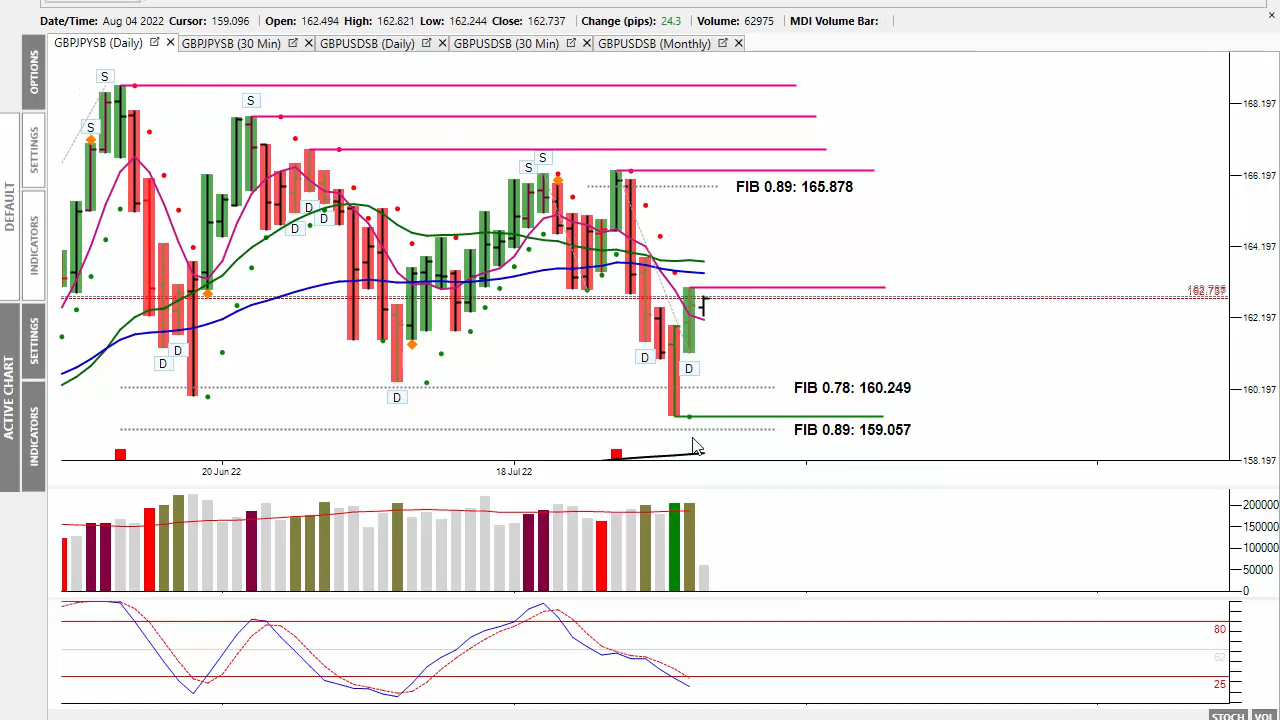 Date/Time: Aug 04 2022 Cursor: 159.096 Open: 162.494 High: 162.821 Low: 162.244 Close: 162.737 Change (pips): 24.3 Volume: 62975 MDI Volume Bar:
GBPJPYSB (Daily) GBPJPYSB (30 Min) GBPUSDSB (Daily) GBPUSDSB (30 Min) GBPUSDSB (Monthly)
OPTIONS
SETTINGS
INDICATORS
DEFAULT
SETTINGS
INDICATORS
ACTIVE CHART
S
S
S
S
S
168.197
166.197
FIB 0.89: 165.878
D
D
D
D
164.197
162.737
162.197
D
D
D
D
D
FIB 0.78: 160.249
160.197
FIB 0.89: 159.057
158.197
20 Jun 22
18 Jul 22
200000
150000
100000
50000
0
80
62
25
STOCH VOL